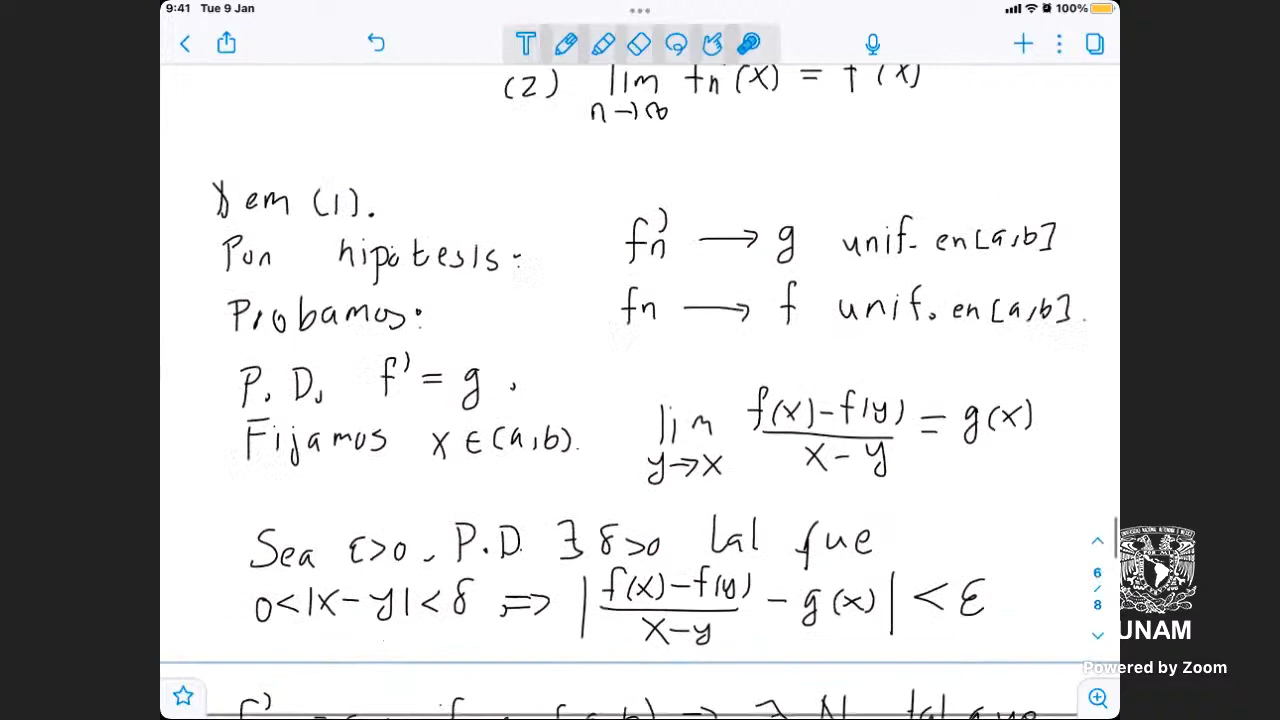 9:41 Tue 9 Jan
100%
(2) lim fn'(x) = f'(x)
n→∞
Dem (1).
Por hipótesis: fn' → g unif. en [a,b]
Probamos: fn → f unif. en [a,b].
P.D. f' = g.
Fijamos x ∈ (a,b). lim f(x)-f(y) / x-y = g(x)
y→x
Sea ε>0. P.D. ∃ δ>0 tal que
0<|x-y|<δ ⇒ | f(x)-f(y) / x-y - g(x) | < ε
6
8
UNAM
Powered by Zoom